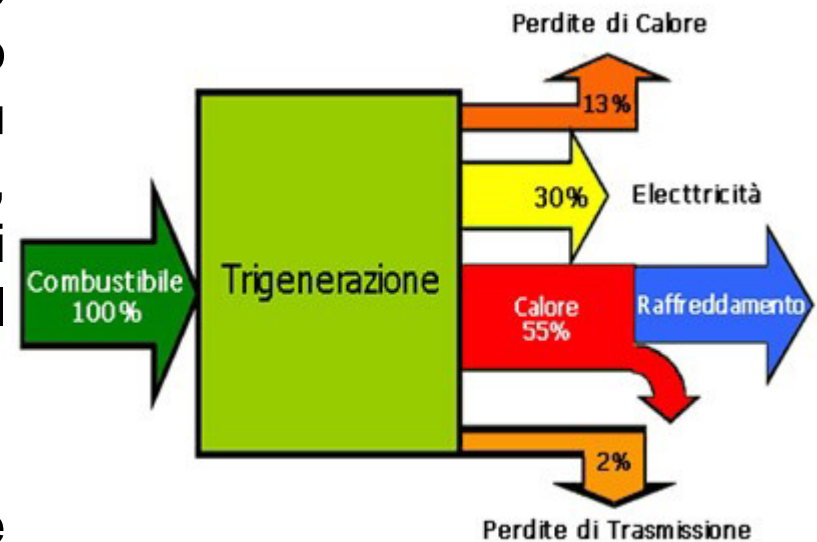 Perdite di Calore
13%
30%
Electtricità
Combustibile
100%
Trigenerazione
Calore
55%
Raffreddamento
2%
Perdite di Trasmissione